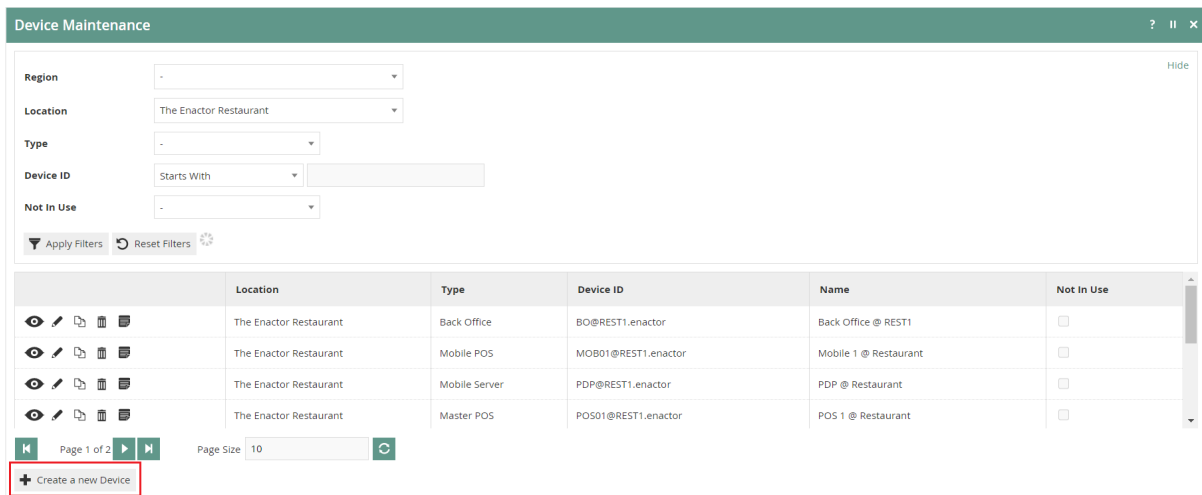 Device Maintenance ?
Hide
Region -
Location The Enactor Restaurant
Type -
Device ID Starts With
Not In Use -
Apply Filters Reset Filters
Location Type Device ID Name Not In Use
The Enactor Restaurant Back Office BO@REST1.enactor Back Office @ REST1
The Enactor Restaurant Mobile POS MOB01@REST1.enactor Mobile 1 @ Restaurant
The Enactor Restaurant Mobile Server PDP@REST1.enactor PDP @ Restaurant
The Enactor Restaurant Master POS POS01@REST1.enactor POS 1 @ Restaurant
Page 1 of 2 Page Size 10
Create a new Device